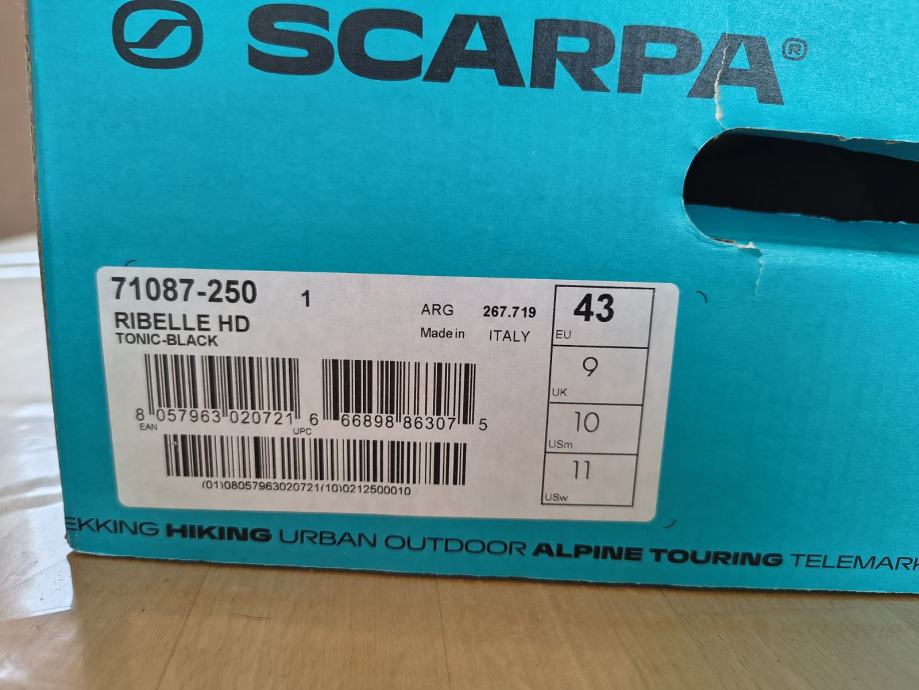 SCARPA®
71087-250 1
RIBELLE HD
TONIC-BLACK
ARG 267.719
Made in ITALY
43
EU
9
UK
10
USm
11
USw
8 057963 020721
EAN
6 66898 86307 5
UPC
(01)08057963020721(10)0212500010
EKKING HIKING URBAN OUTDOOR ALPINE TOURING TELEMARK